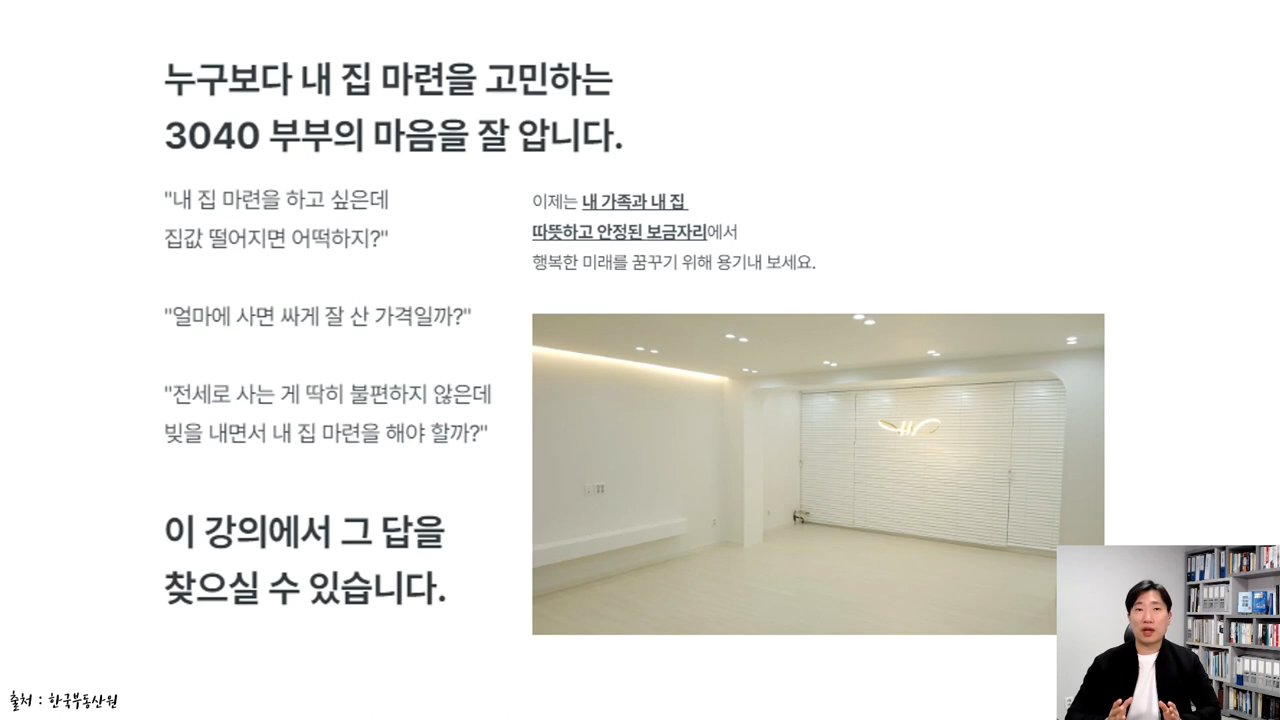 누구보다 내 집 마련을 고민하는
3040 부부의 마음을 잘 압니다.
"내 집 마련을 하고 싶은데
집값 떨어지면 어떡하지?"
"얼마에 사면 싸게 잘 산 가격일까?"
"전세로 사는 게 딱히 불편하지 않은데
빚을 내면서 내 집 마련을 해야 할까?"
이 강의에서 그 답을
찾으실 수 있습니다.
이제는 내 가족과 내 집
따뜻하고 안정된 보금자리에서
행복한 미래를 꿈꾸기 위해 용기내 보세요.
출처 : 한국부동산원